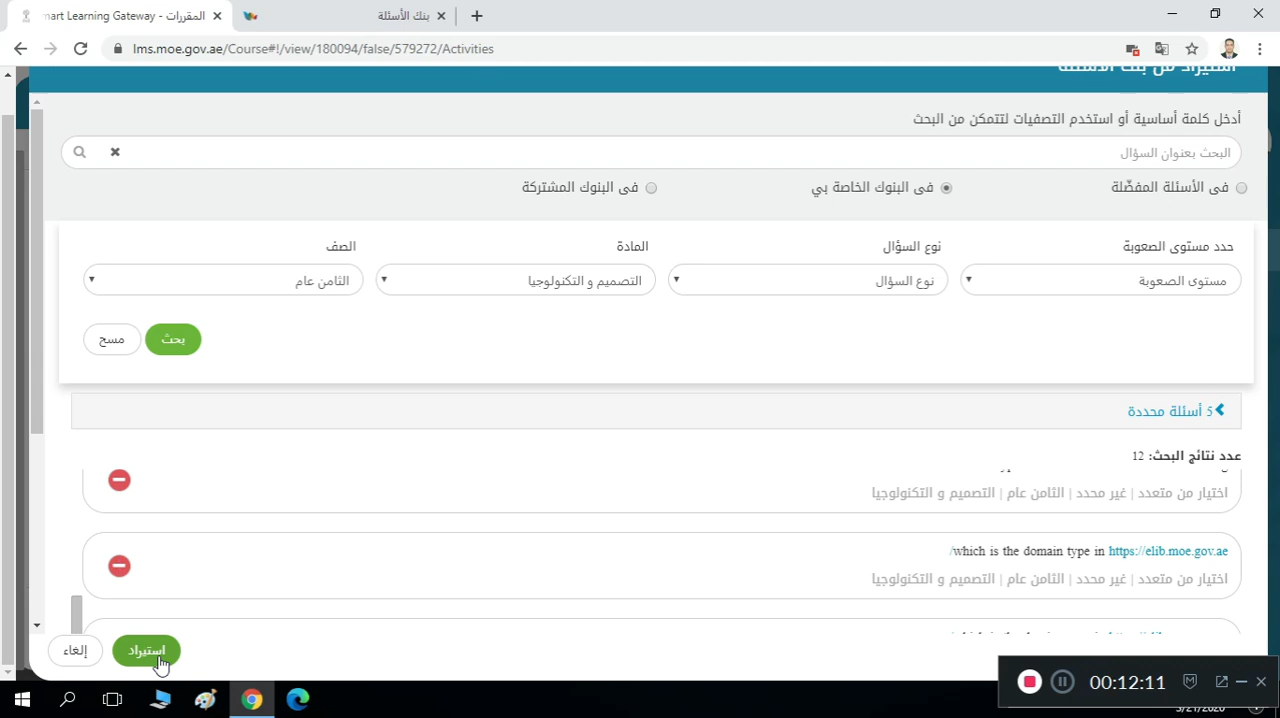 mart Learning Gateway - المقررات
بنك الأسئلة
lms.moe.gov.ae/Course#!/view/180094/false/579272/Activities
استيراد من بنك الأسئلة
أدخل كلمة أساسية أو استخدم التصفيات لتتمكن من البحث
البحث بعنوان السؤال
فى الأسئلة المفضّلة
فى البنوك الخاصة بي
فى البنوك المشتركة
حدد مستوى الصعوبة
نوع السؤال
المادة
الصف
مستوى الصعوبة
نوع السؤال
التصميم و التكنولوجيا
الثامن عام
بحث
مسح
5 أسئلة محددة
عدد نتائج البحث: 12
اختيار من متعدد | غير محدد | الثامن عام | التصميم و التكنولوجيا
/which is the domain type in https://elib.moe.gov.ae
اختيار من متعدد | غير محدد | الثامن عام | التصميم و التكنولوجيا
استيراد
إلغاء
00:12:11